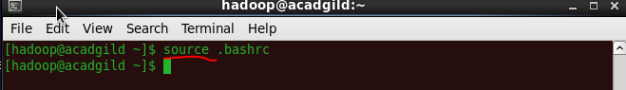 hadoop@acadgild:~
File Edit View Search Terminal Help
[hadoop@acadgild ~]$ source .bashrc
[hadoop@acadgild ~]$